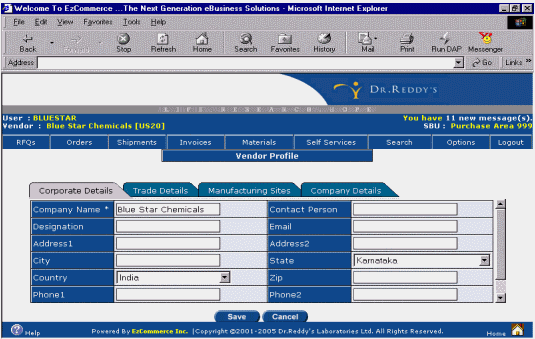 Welcome To EzCommerce ...The Next Generation eBusiness Solutions - Microsoft Internet Explorer
File Edit View Favorites Tools Help
Back Forward Stop Refresh Home Search Favorites History Mail Print Run DAP Messenger
Address Go Links »
DR.REDDY'S
LIFE. RESEARCH. HOPE.
User : BLUESTAR You have 11 new message(s).
Vendor : Blue Star Chemicals [US20] SBU : Purchase Area 999
RFQs Orders Shipments Invoices Materials Self Services Search Options Logout
Vendor Profile
Corporate Details Trade Details Manufacturing Sites Company Details
Company Name * Blue Star Chemicals Contact Person
Designation Email
Address1 Address2
City State Karnataka
Country India Zip
Phone1 Phone2
Save Cancel
Help Powered By EzCommerce Inc. |Copyright ©2001-2005 Dr.Reddy's Laboratories Ltd. All Rights Reserved. Home